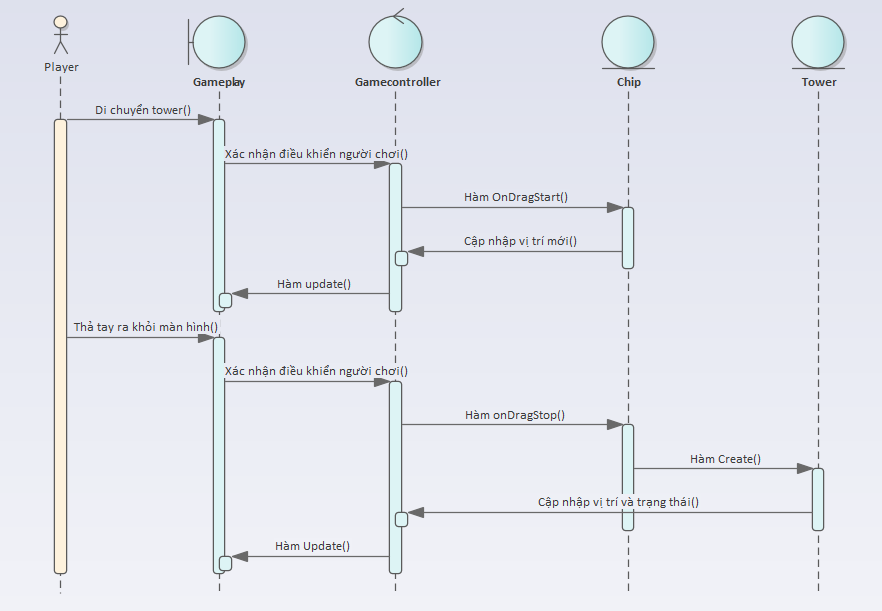 Player
Gameplay
Gamecontroller
Chip
Tower
Di chuyển tower()
Xác nhận điều khiển người chơi()
Hàm OnDragStart()
Cập nhập vị trí mới()
Hàm update()
Thả tay ra khỏi màn hình()
Xác nhận điều khiển người chơi()
Hàm onDragStop()
Hàm Create()
Cập nhập vị trí và trạng thái()
Hàm Update()